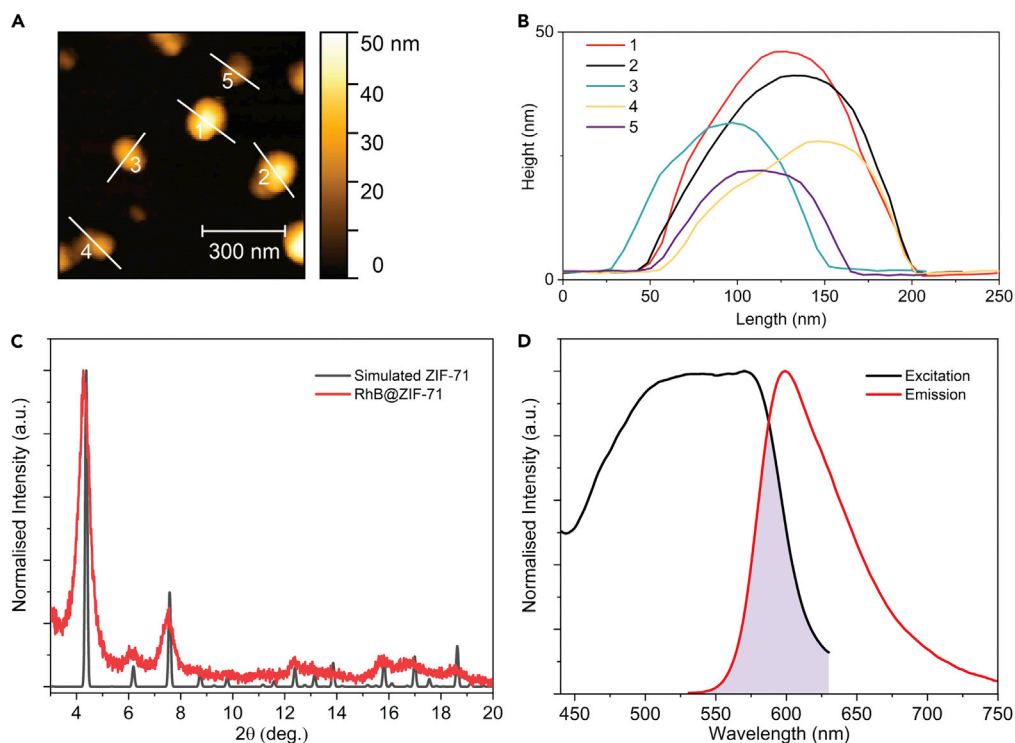 A
50 nm
40
30
20
10
0
1
2
3
4
5
300 nm
B
50
0
0 50 100 150 200 250
Height (nm)
Length (nm)
1
2
3
4
5
C
Simulated ZIF-71
RhB@ZIF-71
Normalised Intensity (a.u.)
4 6 8 10 12 14 16 18 20
2θ (deg.)
D
Excitation
Emission
Normalised Intensity (a.u.)
450 500 550 600 650 700 750
Wavelength (nm)